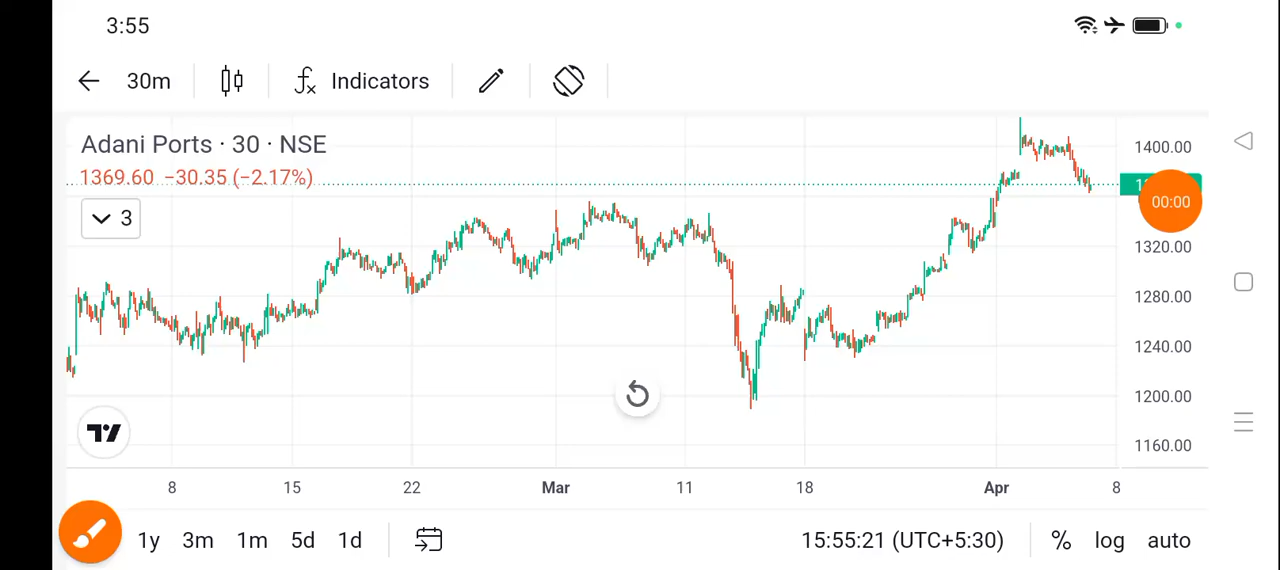 3:55
30m Indicators
Adani Ports · 30 · NSE
1369.60 −30.35 (−2.17%)
3
1400.00
00:00
1320.00
1280.00
1240.00
1200.00
1160.00
8 15 22 Mar 11 18 Apr 8
1y 3m 1m 5d 1d 15:55:21 (UTC+5:30) % log auto